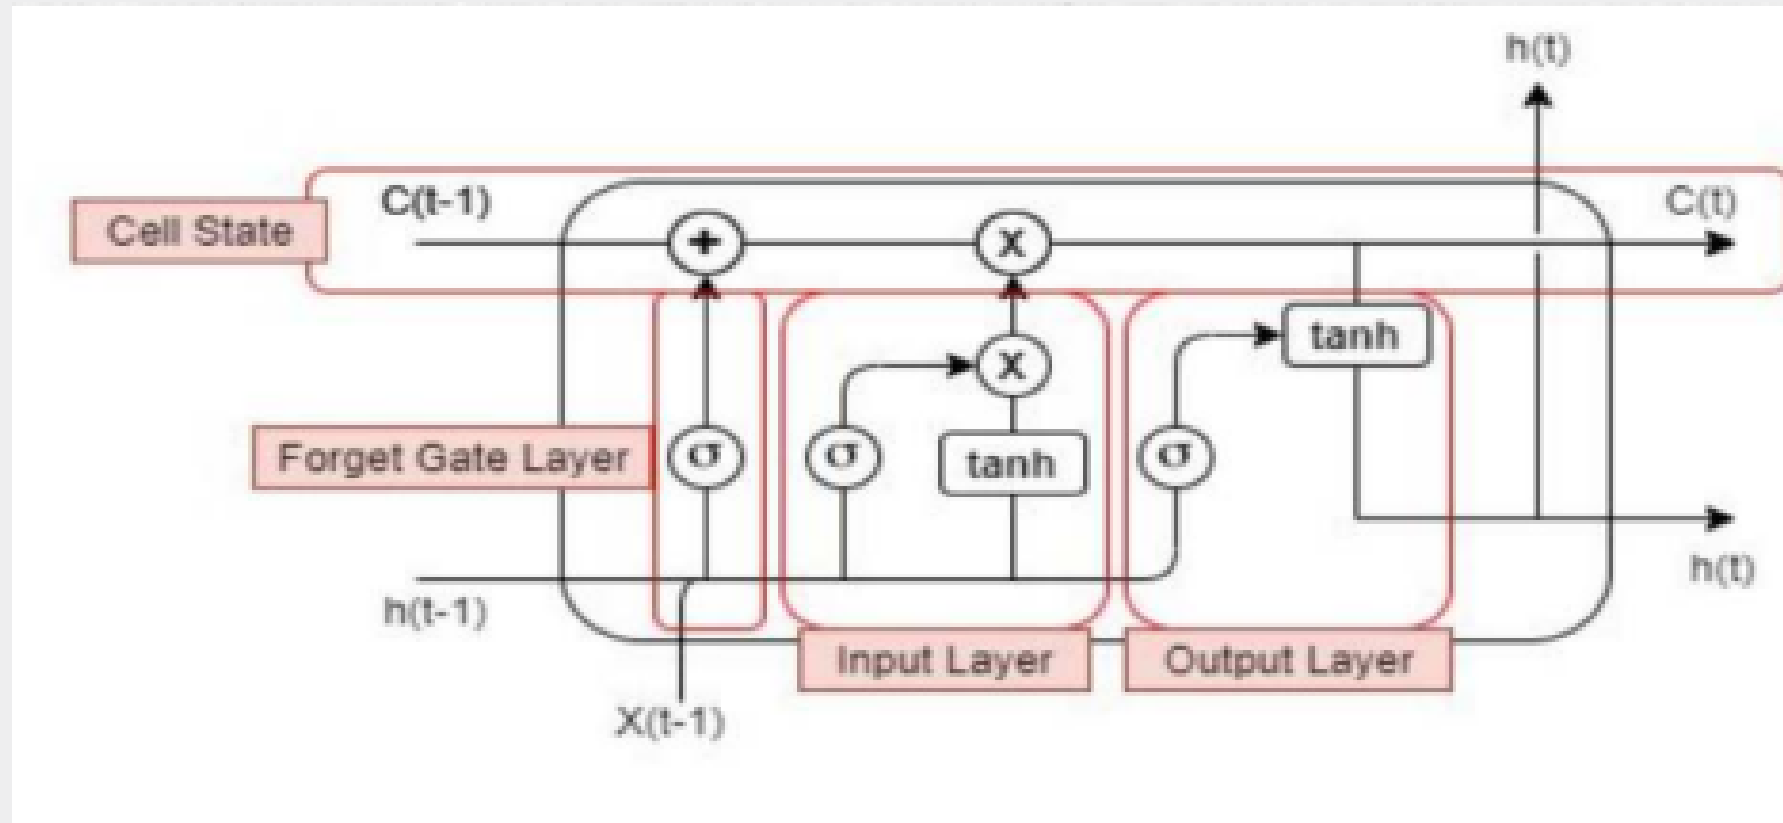 h(t)
Cell State
C(t-1)
C(t)
+
X
X
tanh
Forget Gate Layer
σ
σ
tanh
σ
h(t-1)
h(t)
Input Layer
Output Layer
X(t-1)